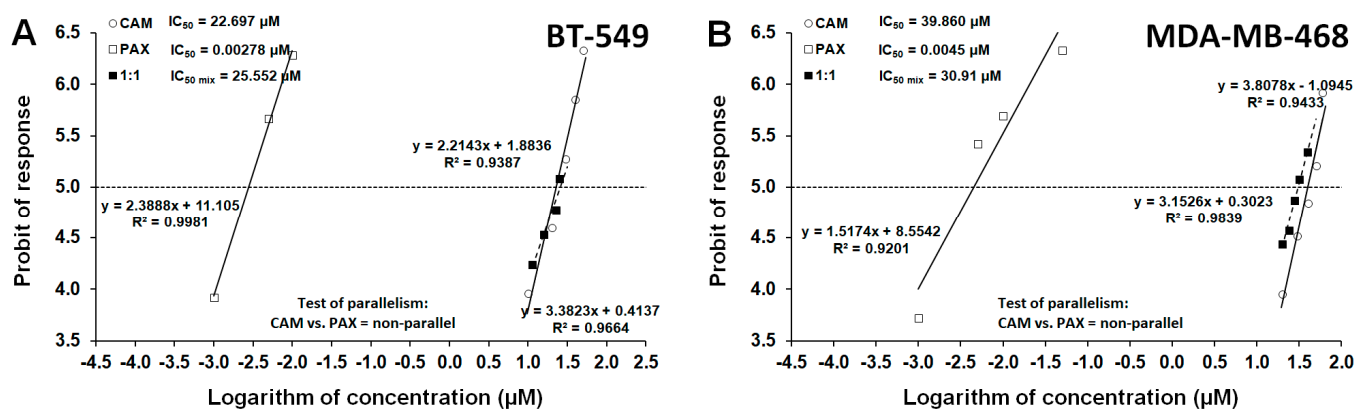 A
CAM IC50 = 22.697 µM
PAX IC50 = 0.00278 µM
1:1 IC50 mix = 25.552 µM
BT-549
Probit of response
6.5
6.0
5.5
5.0
4.5
4.0
3.5
y = 2.2143x + 1.8836
R² = 0.9387
y = 2.3888x + 11.105
R² = 0.9981
y = 3.3823x + 0.4137
R² = 0.9664
Test of parallelism:
CAM vs. PAX = non-parallel
-4.5 -4.0 -3.5 -3.0 -2.5 -2.0 -1.5 -1.0 -0.5 0.0 0.5 1.0 1.5 2.0 2.5
Logarithm of concentration (µM)
B
CAM IC50 = 39.860 µM
PAX IC50 = 0.0045 µM
1:1 IC50 mix = 30.91 µM
MDA-MB-468
Probit of response
6.5
6.0
5.5
5.0
4.5
4.0
3.5
y = 3.8078x - 1.0945
R² = 0.9433
y = 3.1526x + 0.3023
R² = 0.9839
y = 1.5174x + 8.5542
R² = 0.9201
Test of parallelism:
CAM vs. PAX = non-parallel
-4.5 -4.0 -3.5 -3.0 -2.5 -2.0 -1.5 -1.0 -0.5 0.0 0.5 1.0 1.5 2.0 2.5
Logarithm of concentration (µM)